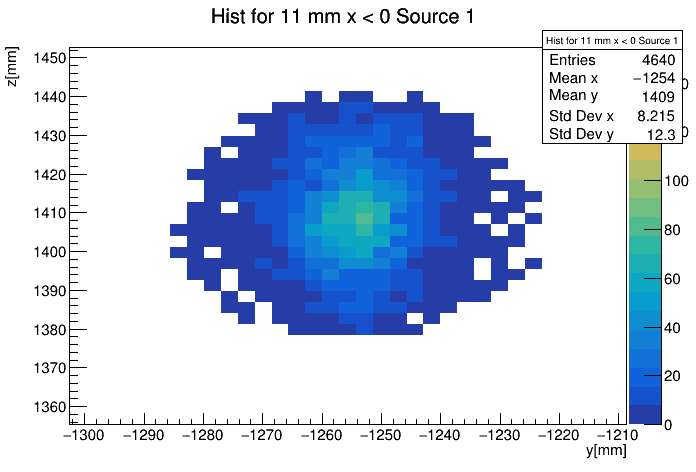 Hist for 11 mm x < 0 Source 1
Hist for 11 mm x < 0 Source 1
Entries 4640
Mean x −1254
Mean y 1409
Std Dev x 8.215
Std Dev y 12.3
z[mm]
1450
1440
1430
1420
1410
1400
1390
1380
1370
1360
−1300 −1290 −1280 −1270 −1260 −1250 −1240 −1230 −1220 −1210
y[mm]
100
80
60
40
20
0